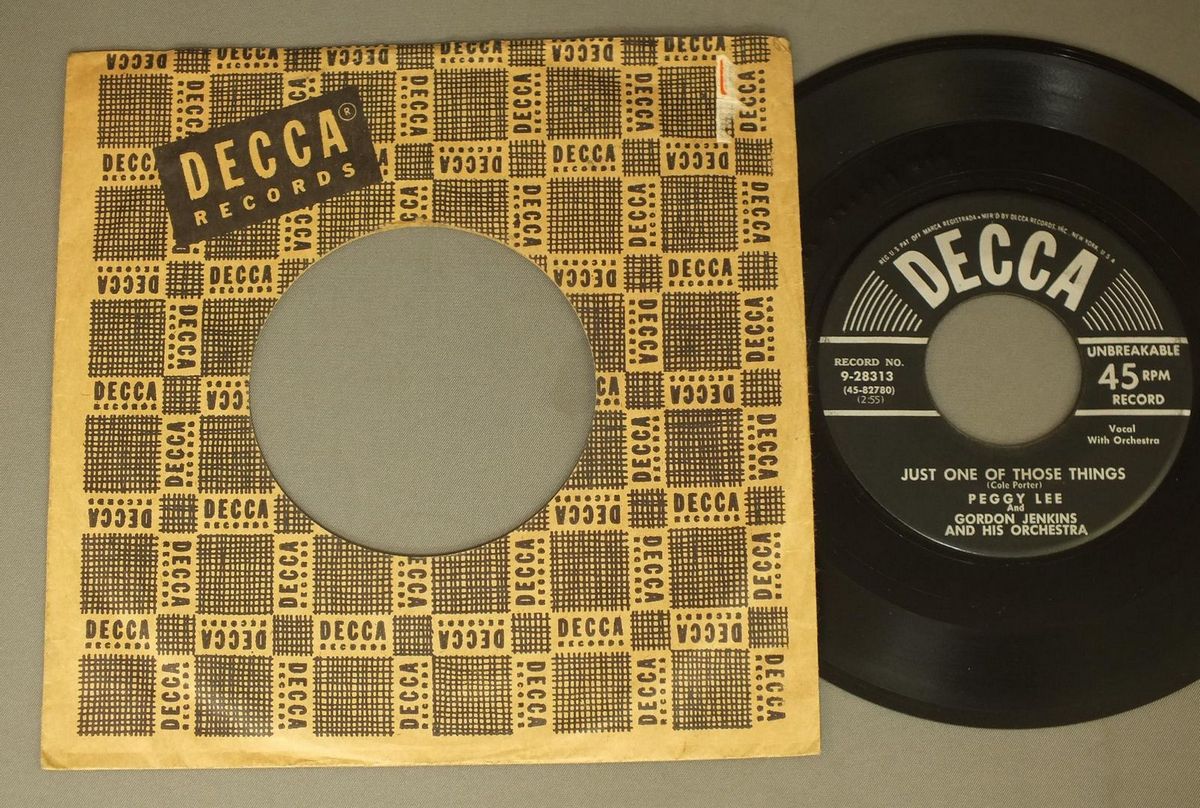 DECCA®
RECORDS
REG. U.S. PAT. OFF. MARCA REGISTRADA • MFR'D BY DECCA RECORDS, INC., NEW YORK, U.S.A.
DECCA
RECORD NO.
9-28313
(45-82780)
(2:55)
UNBREAKABLE
45 RPM
RECORD
Vocal
With Orchestra
JUST ONE OF THOSE THINGS
(Cole Porter)
PEGGY LEE
And
GORDON JENKINS
AND HIS ORCHESTRA